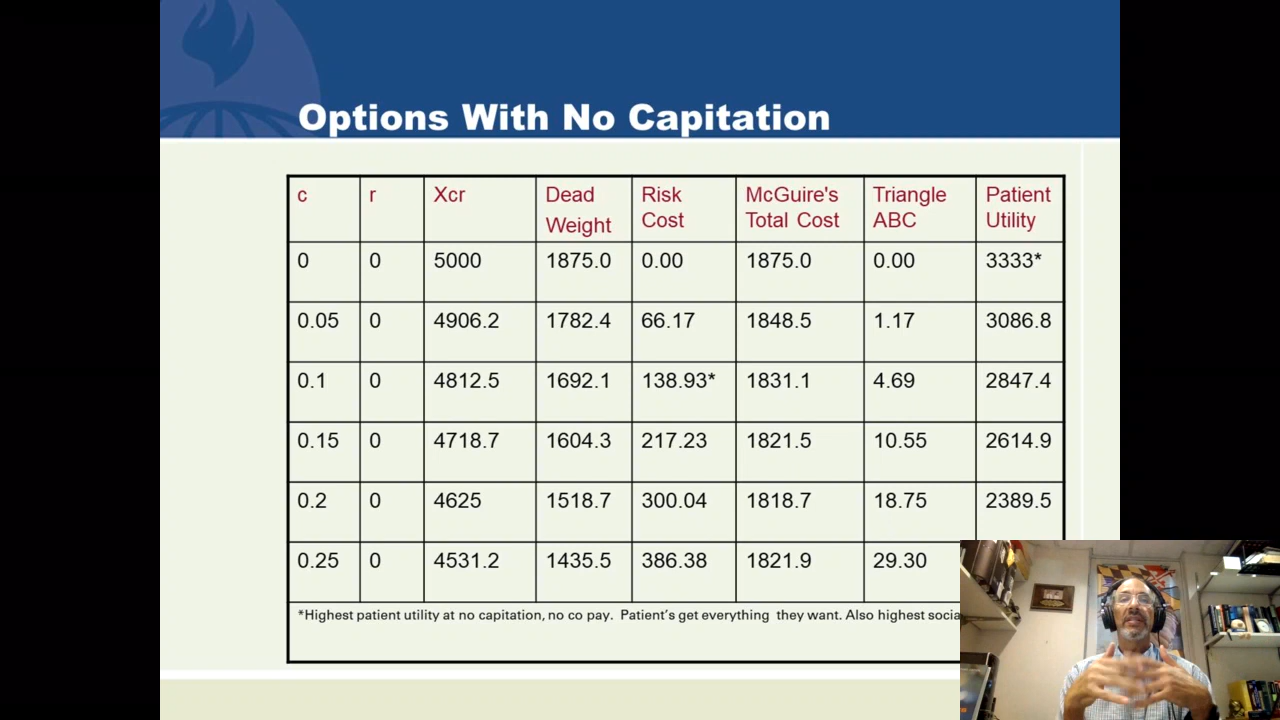 Options With No Capitation
c r Xcr Dead Weight Risk Cost McGuire's Total Cost Triangle ABC Patient Utility
0 0 5000 1875.0 0.00 1875.0 0.00 3333*
0.05 0 4906.2 1782.4 66.17 1848.5 1.17 3086.8
0.1 0 4812.5 1692.1 138.93* 1831.1 4.69 2847.4
0.15 0 4718.7 1604.3 217.23 1821.5 10.55 2614.9
0.2 0 4625 1518.7 300.04 1818.7 18.75 2389.5
0.25 0 4531.2 1435.5 386.38 1821.9 29.30
*Highest patient utility at no capitation, no co pay. Patient's get everything they want. Also highest